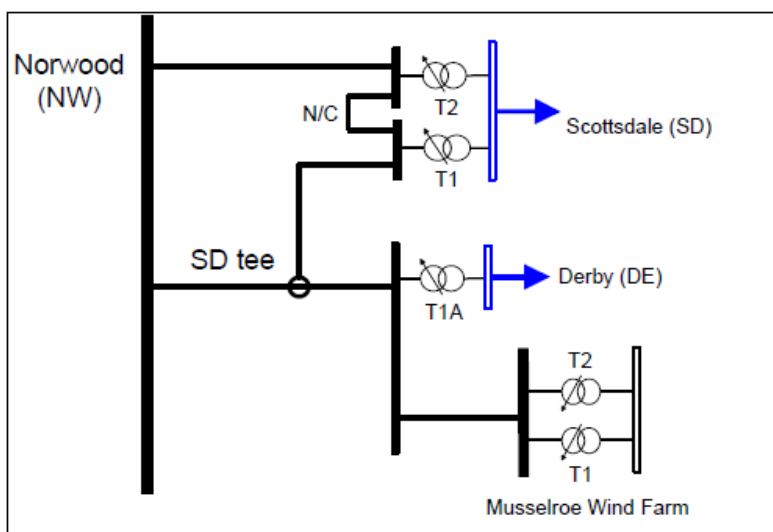 Norwood
(NW)
T2
N/C
Scottsdale (SD)
T1
SD tee
Derby (DE)
T1A
T2
T1
Musselroe Wind Farm